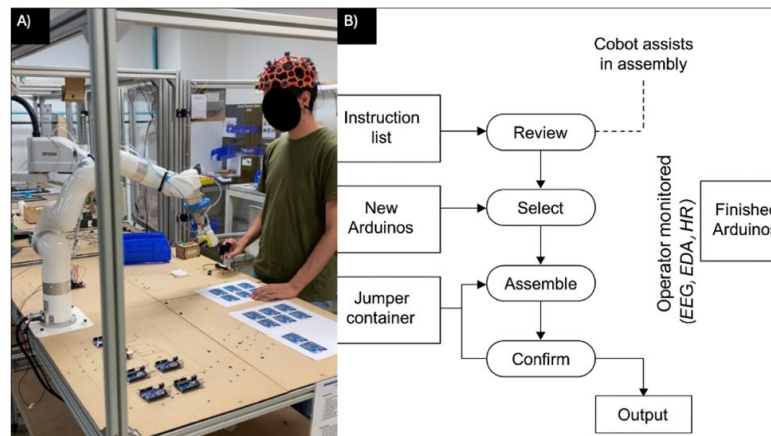 A)
EPSON
B)
Cobot assists
in assembly
Instruction
list
Review
New
Arduinos
Select
Jumper
container
Assemble
Confirm
Output
Operator monitored
(EEG, EDA, HR)
Finished
Arduinos